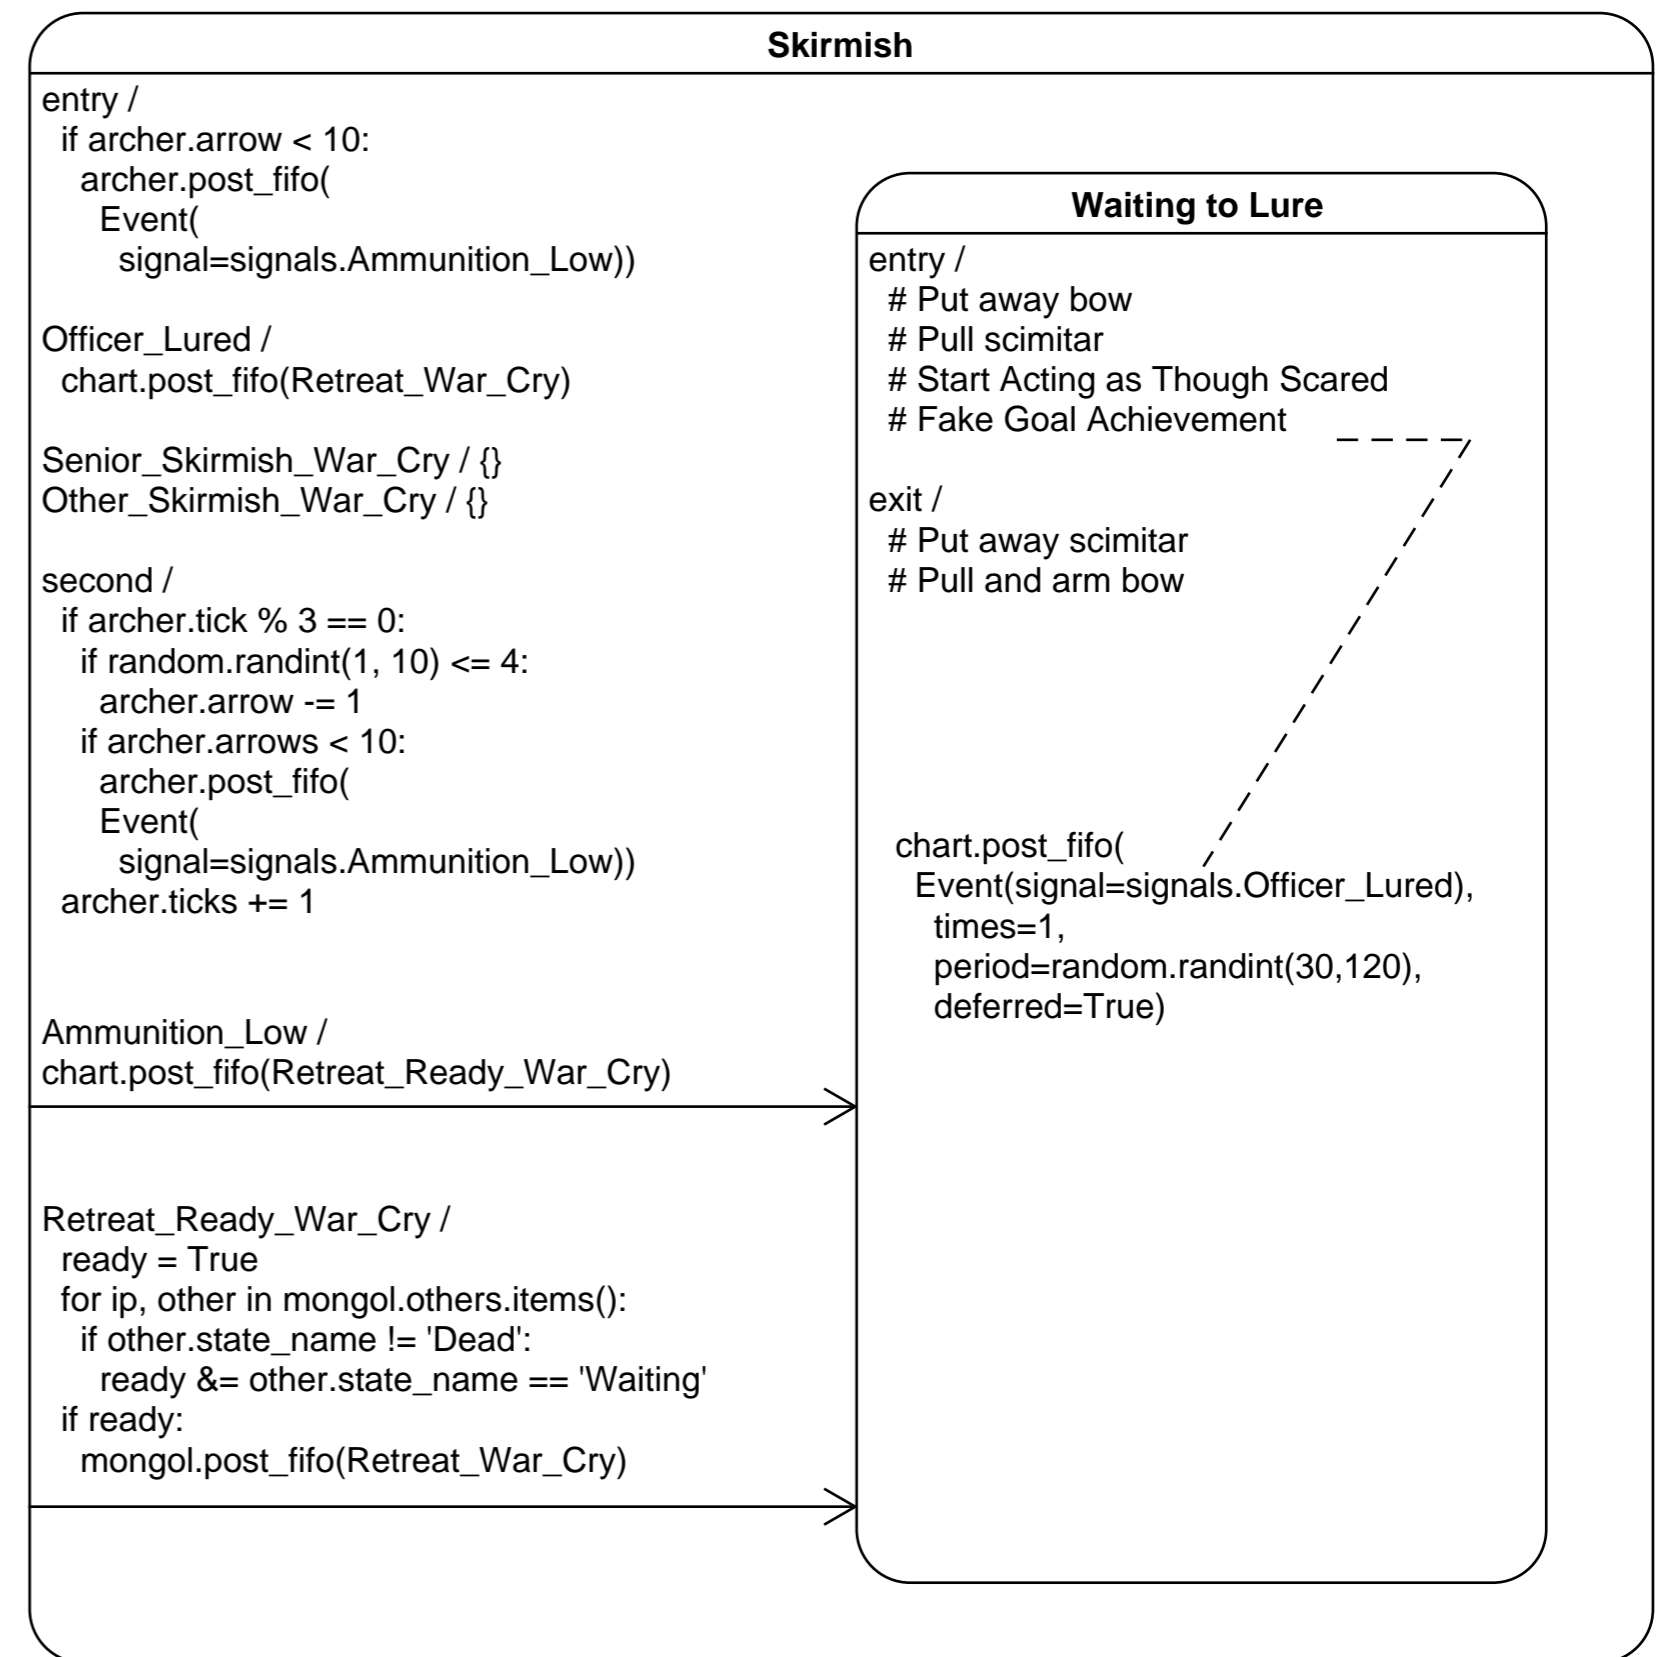 Skirmish
entry /
if archer.arrow < 10:
archer.post_fifo(
Event(
signal=signals.Ammunition_Low))
Officer_Lured /
chart.post_fifo(Retreat_War_Cry)
Senior_Skirmish_War_Cry / {}
Other_Skirmish_War_Cry / {}
second /
if archer.tick % 3 == 0:
if random.randint(1, 10) <= 4:
archer.arrow -= 1
if archer.arrows < 10:
archer.post_fifo(
Event(
signal=signals.Ammunition_Low))
archer.ticks += 1
Ammunition_Low /
chart.post_fifo(Retreat_Ready_War_Cry)
Retreat_Ready_War_Cry /
ready = True
for ip, other in mongol.others.items():
if other.state_name != 'Dead':
ready &= other.state_name == 'Waiting'
if ready:
mongol.post_fifo(Retreat_War_Cry)
Waiting to Lure
entry /
# Put away bow
# Pull scimitar
# Start Acting as Though Scared
# Fake Goal Achievement
exit /
# Put away scimitar
# Pull and arm bow
chart.post_fifo(
Event(signal=signals.Officer_Lured),
times=1,
period=random.randint(30,120),
deferred=True)